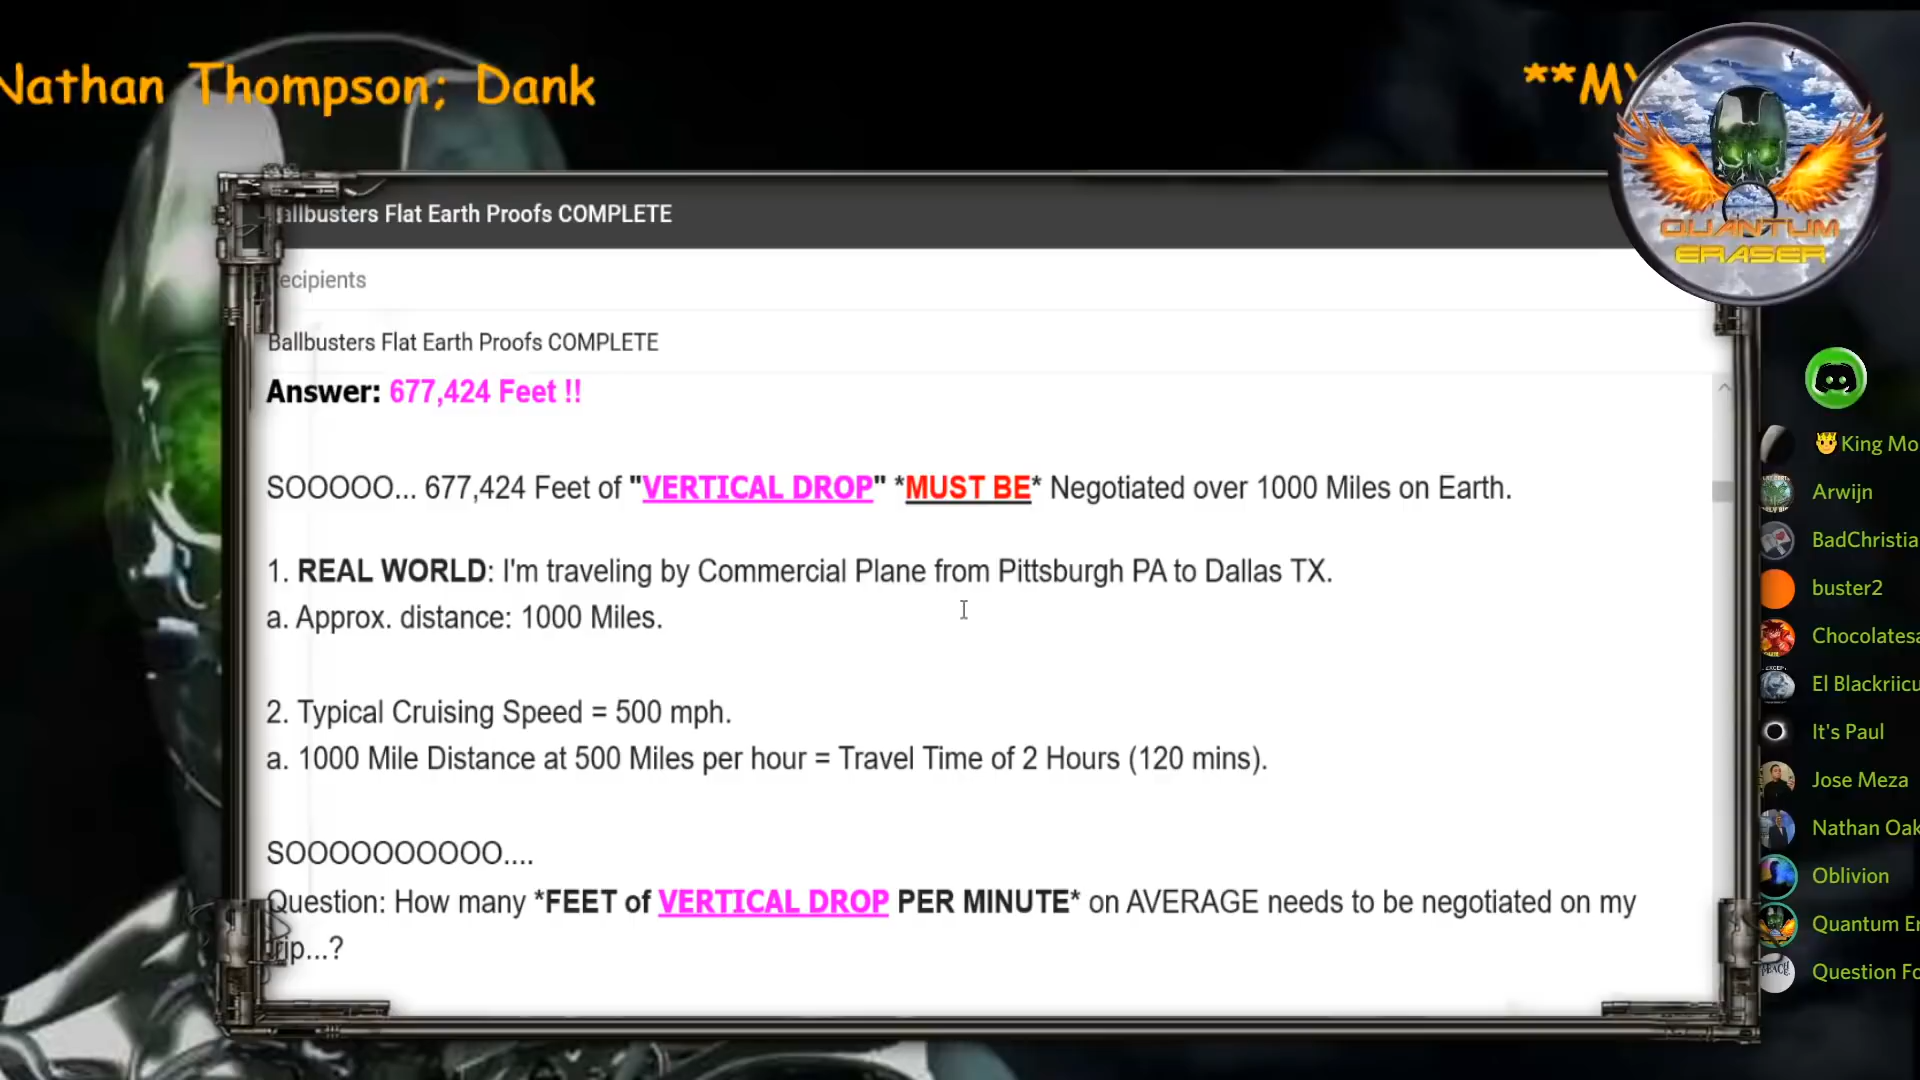 Nathan Thompson; Dank
**MY
QUANTUM
ERASER
allbusters Flat Earth Proofs COMPLETE
ecipients
Ballbusters Flat Earth Proofs COMPLETE
Answer: 677,424 Feet !!
SOOOOO... 677,424 Feet of "VERTICAL DROP" *MUST BE* Negotiated over 1000 Miles on Earth.
1. REAL WORLD: I'm traveling by Commercial Plane from Pittsburgh PA to Dallas TX.
a. Approx. distance: 1000 Miles.
2. Typical Cruising Speed = 500 mph.
a. 1000 Mile Distance at 500 Miles per hour = Travel Time of 2 Hours (120 mins).
SOOOOOOOOOO....
Question: How many *FEET of VERTICAL DROP PER MINUTE* on AVERAGE needs to be negotiated on my
rip...?
King Mo
Arwijn
BadChristia
buster2
Chocolatesa
El Blackriicu
It's Paul
Jose Meza
Nathan Oak
Oblivion
Quantum Er
Question Fo